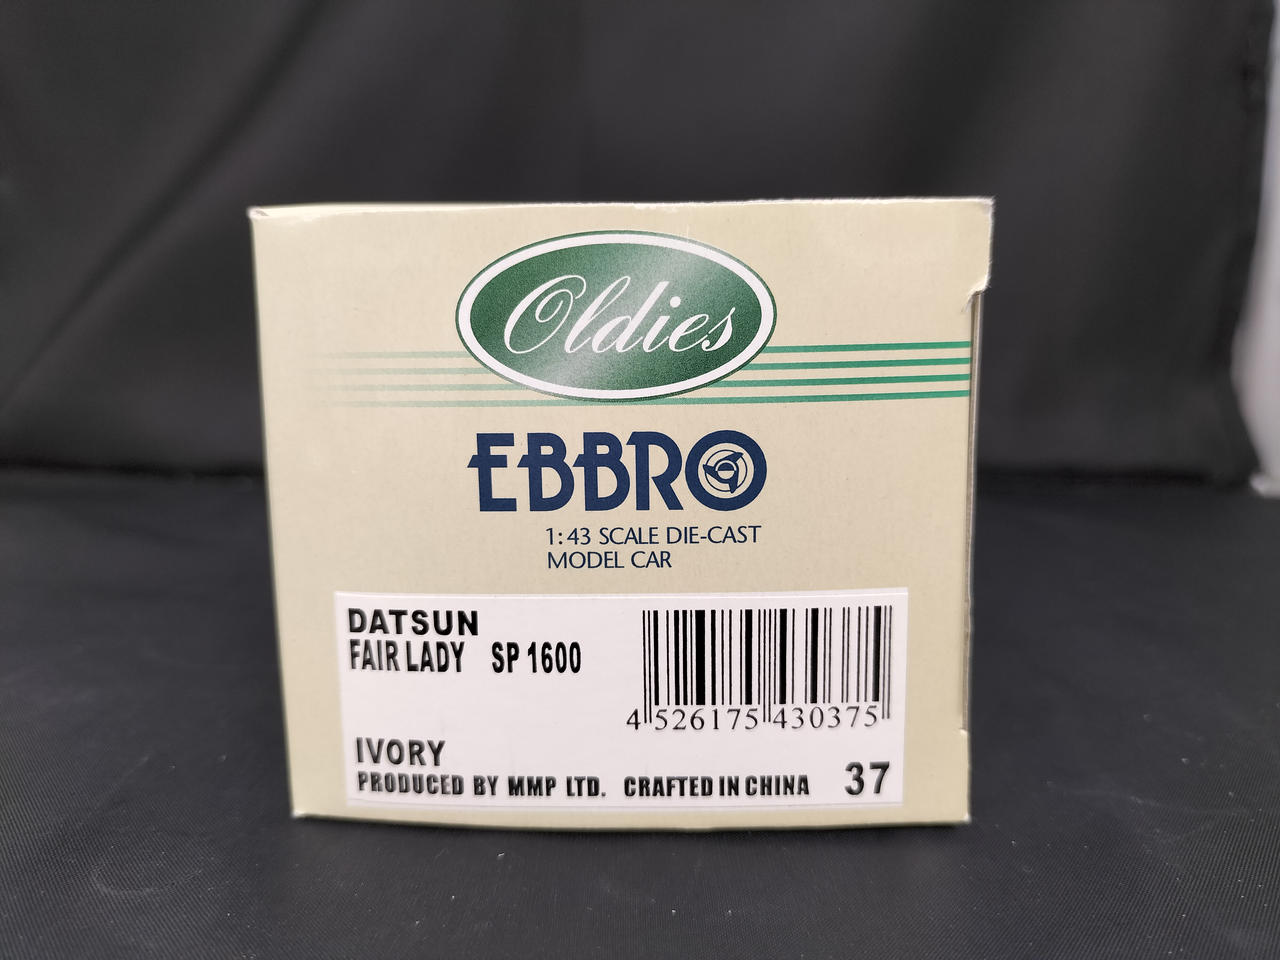 Oldies
EBBRO
1:43 SCALE DIE-CAST
MODEL CAR
DATSUN
FAIR LADY SP 1600
4 526175 430375
IVORY
PRODUCED BY MMP LTD. CRAFTED IN CHINA 37